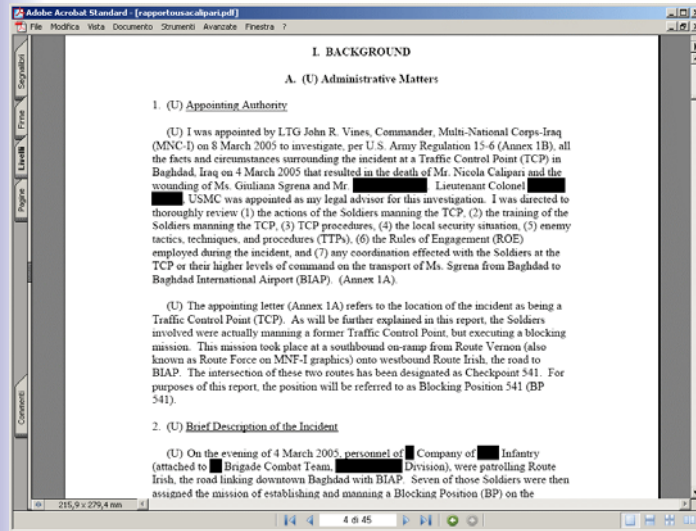 Adobe Acrobat Standard - [rapportousacalipari.pdf]
File Modifica Vista Documento Strumenti Avanzate Finestra ?
Segnalibri
Firme
Livelli
Pagine
Commenti
I. BACKGROUND
A. (U) Administrative Matters
1. (U) Appointing Authority
(U) I was appointed by LTG John R. Vines, Commander, Multi-National Corps-Iraq
(MNC-I) on 8 March 2005 to investigate, per U.S. Army Regulation 15-6 (Annex 1B), all
the facts and circumstances surrounding the incident at a Traffic Control Point (TCP) in
Baghdad, Iraq on 4 March 2005 that resulted in the death of Mr. Nicola Calipari and the
wounding of Ms. Giuliana Sgrena and Mr. . Lieutenant Colonel
, USMC was appointed as my legal advisor for this investigation. I was directed to
thoroughly review (1) the actions of the Soldiers manning the TCP, (2) the training of the
Soldiers manning the TCP, (3) TCP procedures, (4) the local security situation, (5) enemy
tactics, techniques, and procedures (TTPs), (6) the Rules of Engagement (ROE)
employed during the incident, and (7) any coordination effected with the Soldiers at the
TCP or their higher levels of command on the transport of Ms. Sgrena from Baghdad to
Baghdad International Airport (BIAP). (Annex 1A).
(U) The appointing letter (Annex 1A) refers to the location of the incident as being a
Traffic Control Point (TCP). As will be further explained in this report, the Soldiers
involved were actually manning a former Traffic Control Point, but executing a blocking
mission. This mission took place at a southbound on-ramp from Route Vernon (also
known as Route Force on MNF-I graphics) onto westbound Route Irish, the road to
BIAP. The intersection of these two routes has been designated as Checkpoint 541. For
purposes of this report, the position will be referred to as Blocking Position 541 (BP
541).
2. (U) Brief Description of the Incident
(U) On the evening of 4 March 2005, personnel of Company of Infantry
(attached to Brigade Combat Team, Division), were patrolling Route
Irish, the road linking downtown Baghdad with BIAP. Seven of those Soldiers were then
assigned the mission of establishing and manning a Blocking Position (BP) on the
215,9 x 279,4 mm
4 di 45